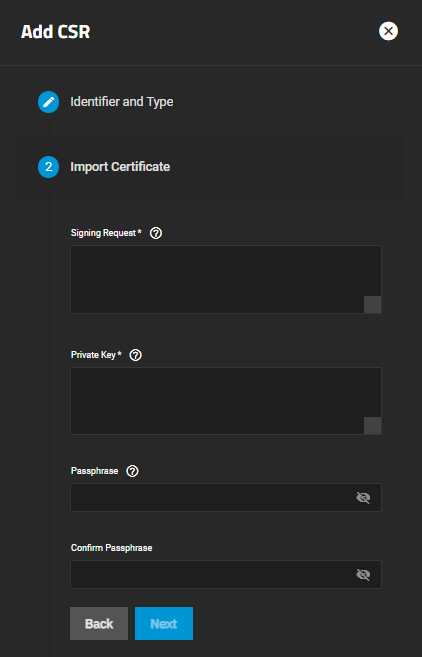 Add CSR
Identifier and Type
2 Import Certificate
Signing Request *
Private Key *
Passphrase
Confirm Passphrase
Back Next